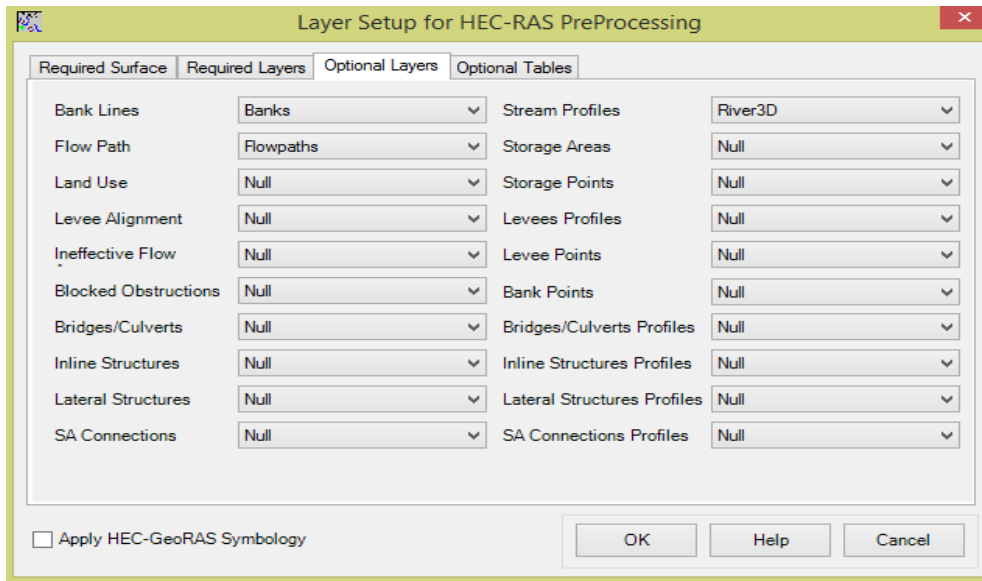 Layer Setup for HEC-RAS PreProcessing
Required Surface Required Layers Optional Layers Optional Tables
Bank Lines Banks Stream Profiles River3D
Flow Path Flowpaths Storage Areas Null
Land Use Null Storage Points Null
Levee Alignment Null Levees Profiles Null
Ineffective Flow Null Levee Points Null
Blocked Obstructions Null Bank Points Null
Bridges/Culverts Null Bridges/Culverts Profiles Null
Inline Structures Null Inline Structures Profiles Null
Lateral Structures Null Lateral Structures Profiles Null
SA Connections Null SA Connections Profiles Null
Apply HEC-GeoRAS Symbology OK Help Cancel